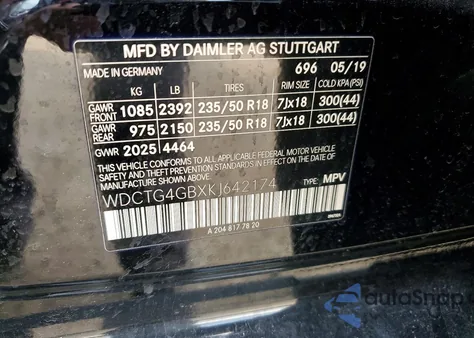 MFD BY DAIMLER AG STUTTGART
MADE IN GERMANY 696 05/19
KG LB TIRES RIM SIZE COLD KPA(PSI)
GAWR FRONT 1085 2392 235/50 R18 7Jx18 300(44)
GAWR REAR 975 2150 235/50 R18 7Jx18 300(44)
GVWR 2025 4464
THIS VEHICLE CONFORMS TO ALL APPLICABLE FEDERAL MOTOR VEHICLE
SAFETY, BUMPER, AND THEFT PREVENTION STANDARDS IN EFFECT ON THE
DATE OF MANUFACTURE SHOWN ABOVE. TYPE: MPV
WDCTG4GBXKJ642174
A 204 817 78 20
autoSnap